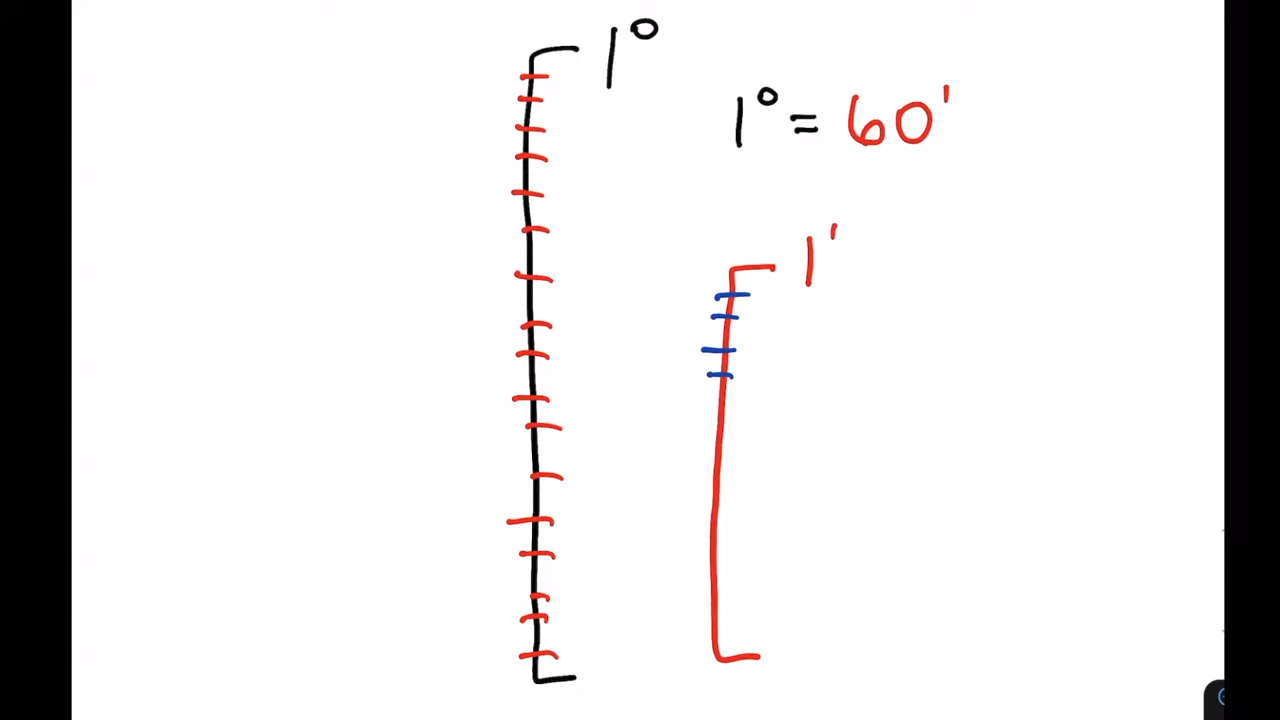 1°
1° = 60'
1'